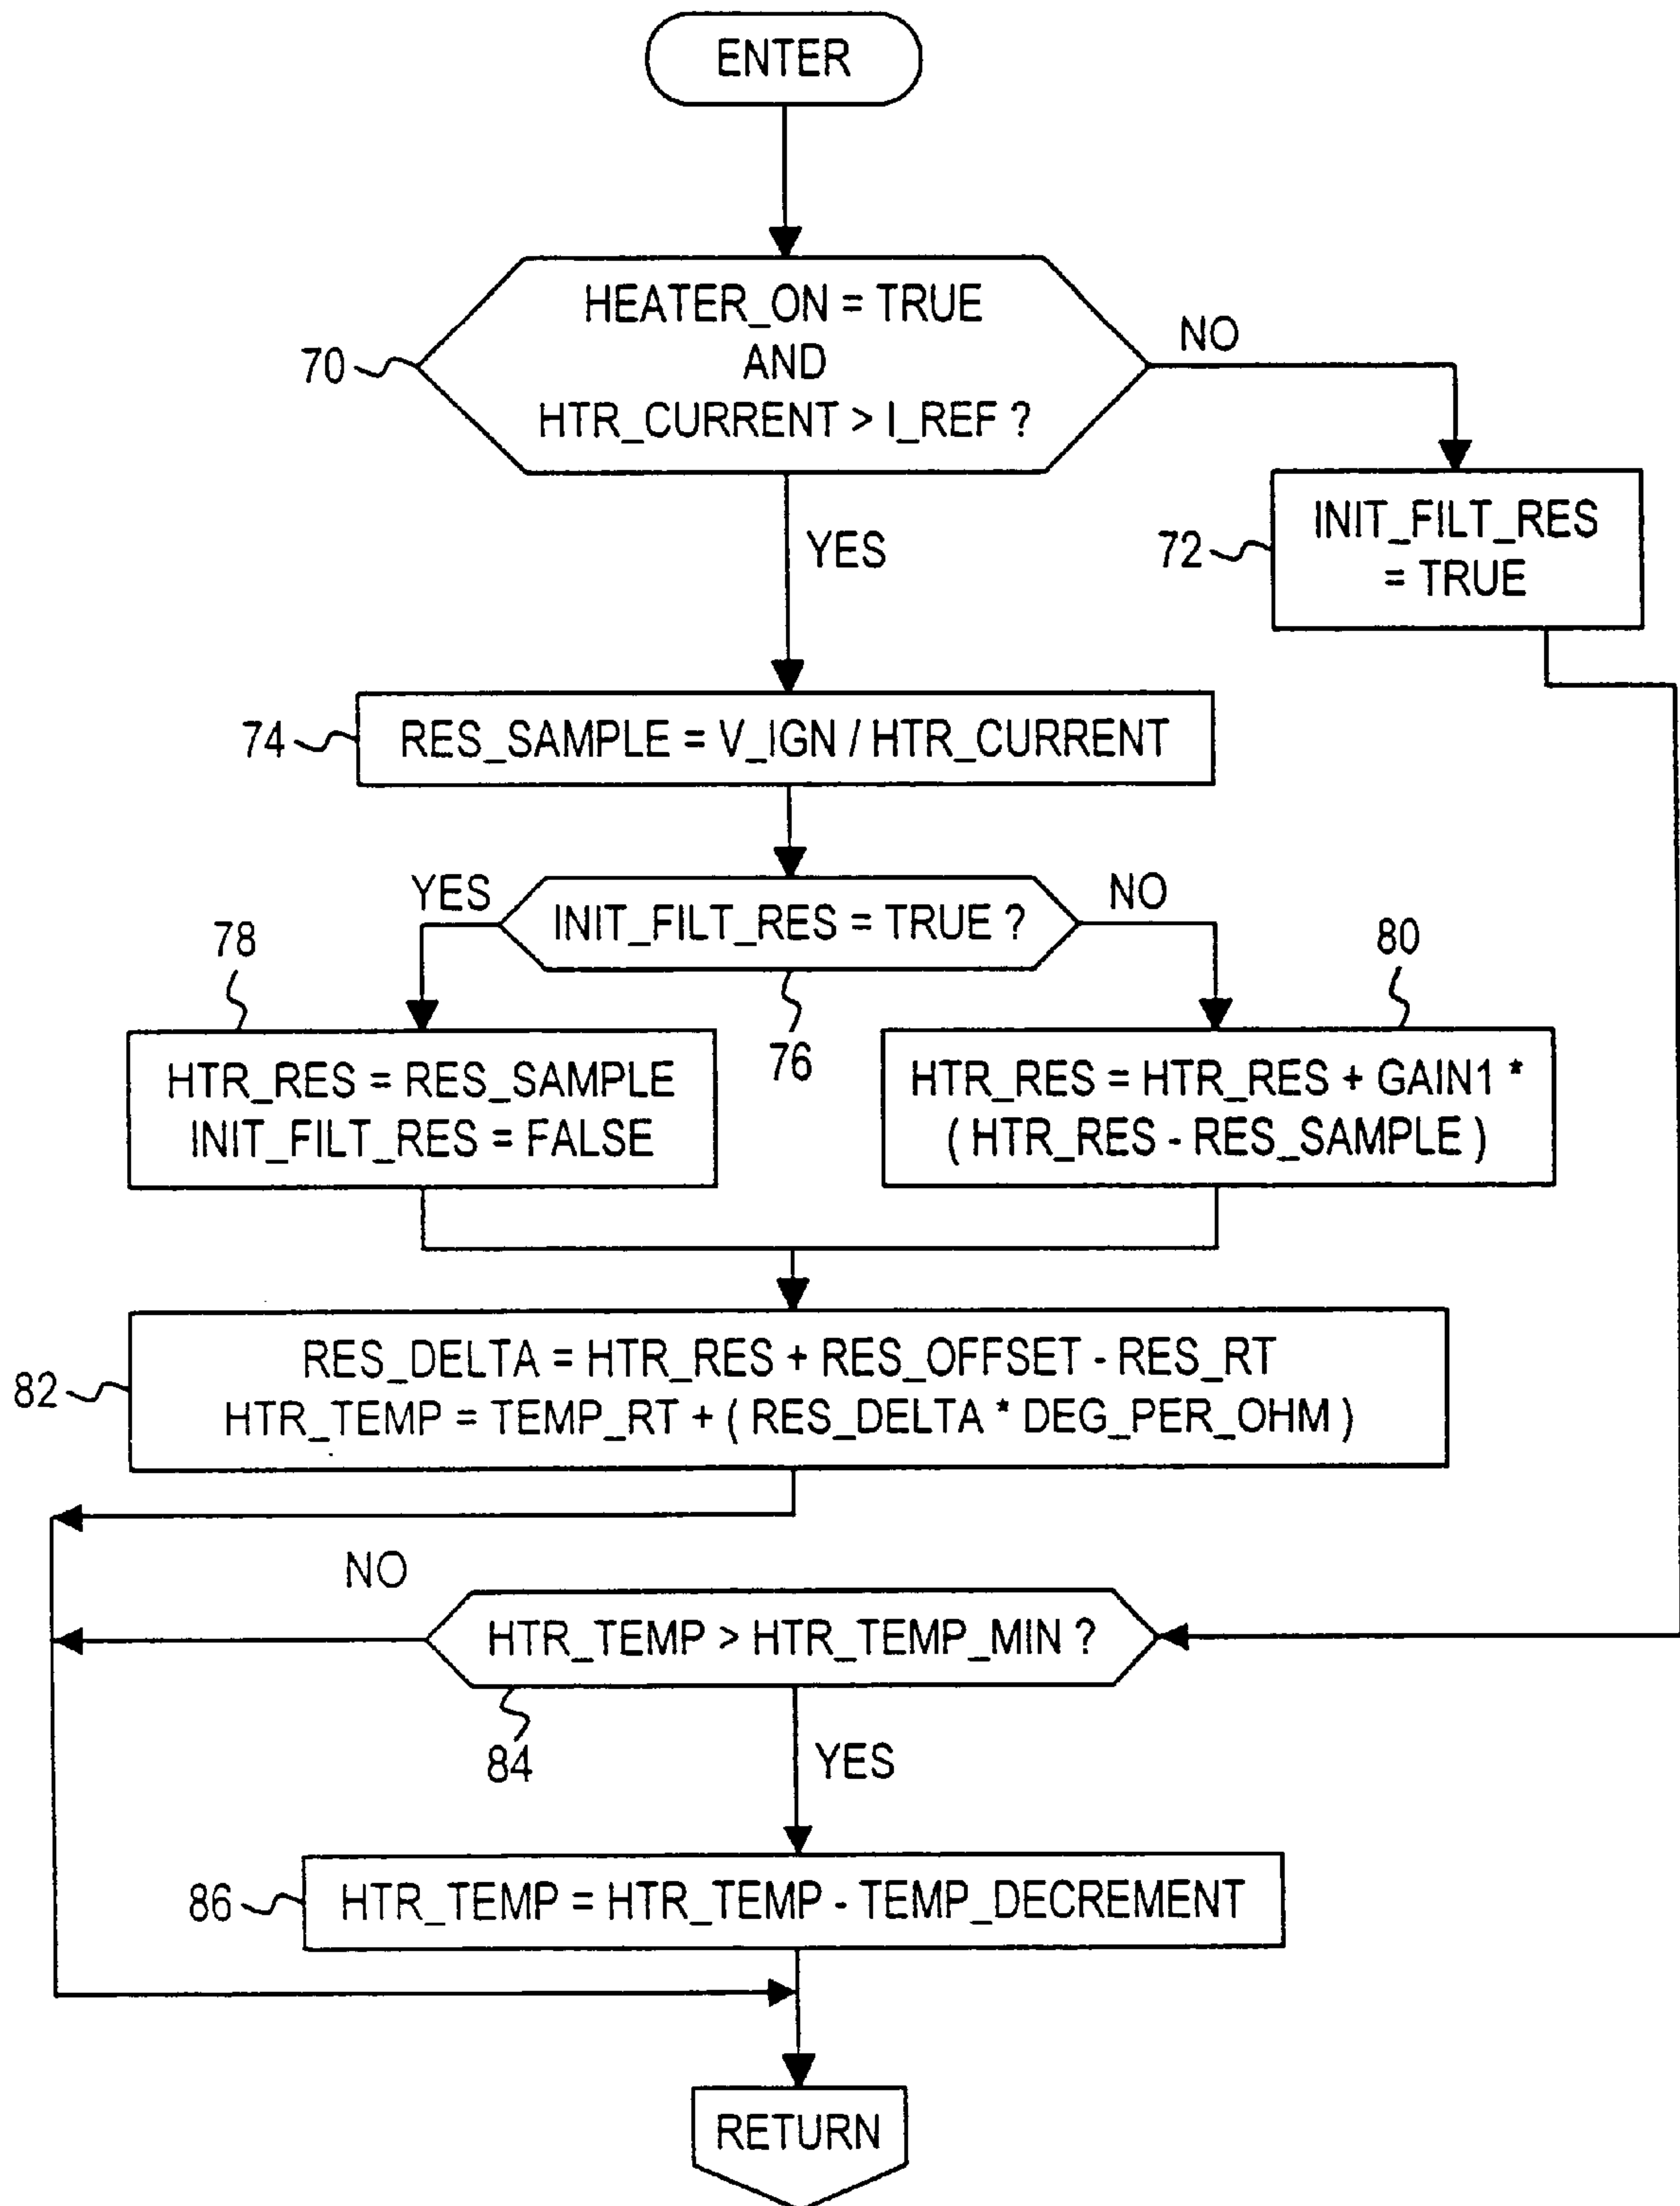 ENTER
HEATER_ON = TRUE
AND
HTR_CURRENT > I_REF ?
70
NO
YES
72
INIT_FILT_RES
= TRUE
74
RES_SAMPLE = V_IGN / HTR_CURRENT
YES
INIT_FILT_RES = TRUE ?
NO
78
76
80
HTR_RES = RES_SAMPLE
INIT_FILT_RES = FALSE
HTR_RES = HTR_RES + GAIN1 *
( HTR_RES - RES_SAMPLE )
82
RES_DELTA = HTR_RES + RES_OFFSET - RES_RT
HTR_TEMP = TEMP_RT + ( RES_DELTA * DEG_PER_OHM )
NO
HTR_TEMP > HTR_TEMP_MIN ?
84
YES
86
HTR_TEMP = HTR_TEMP - TEMP_DECREMENT
RETURN